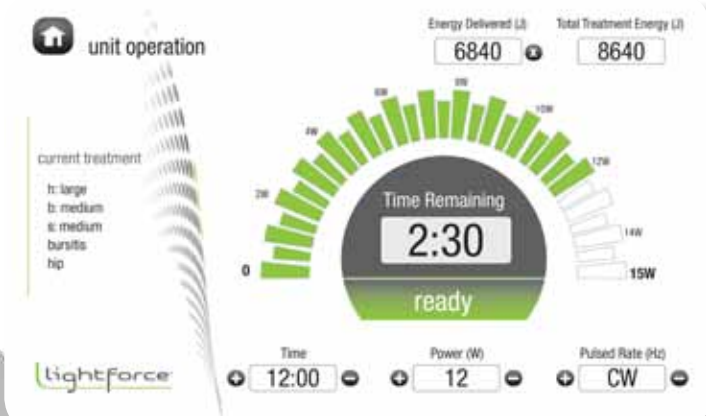 unit operation
Energy Delivered (J)
Total Treatment Energy (J)
6840
x
8640
current treatment
h: large
b: medium
s: medium
bursitis
hip
0
2W
4W
6W
8W
10W
12W
14W
15W
Time Remaining
2:30
ready
lightforce
Time
+ 12:00 -
Power (W)
+ 12 -
Pulsed Rate (Hz)
+ CW -